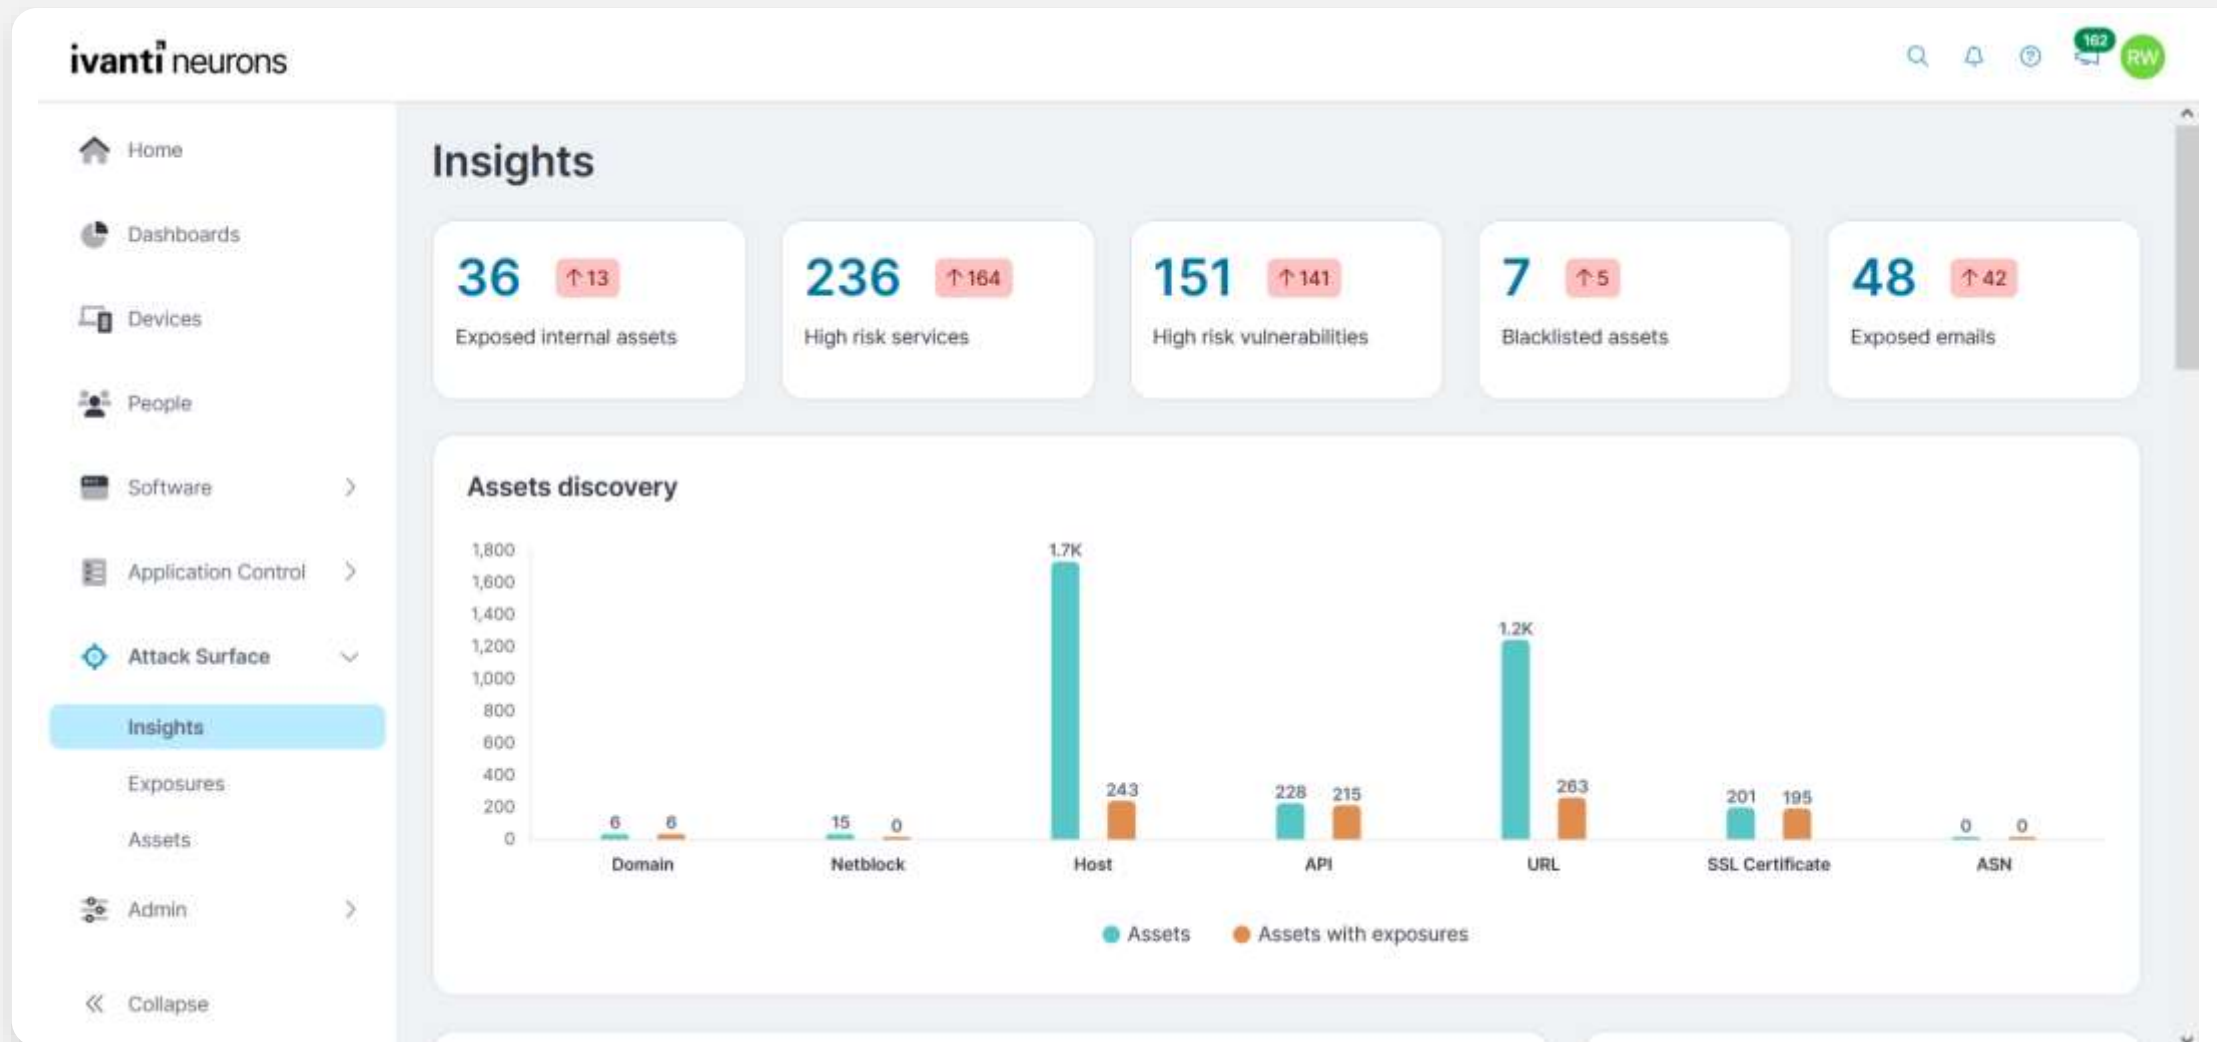 ivanti neurons
162
RW
Home
Dashboards
Devices
People
Software
Application Control
Attack Surface
Insights
Exposures
Assets
Admin
Collapse
Insights
36 ↑13
Exposed internal assets
236 ↑164
High risk services
151 ↑141
High risk vulnerabilities
7 ↑5
Blacklisted assets
48 ↑42
Exposed emails
Assets discovery
1,800
1,600
1,400
1,200
1,000
800
600
400
200
0
6 6
15 0
1.7K 243
228 215
1.2K 263
201 195
0 0
Domain Netblock Host API URL SSL Certificate ASN
Assets Assets with exposures